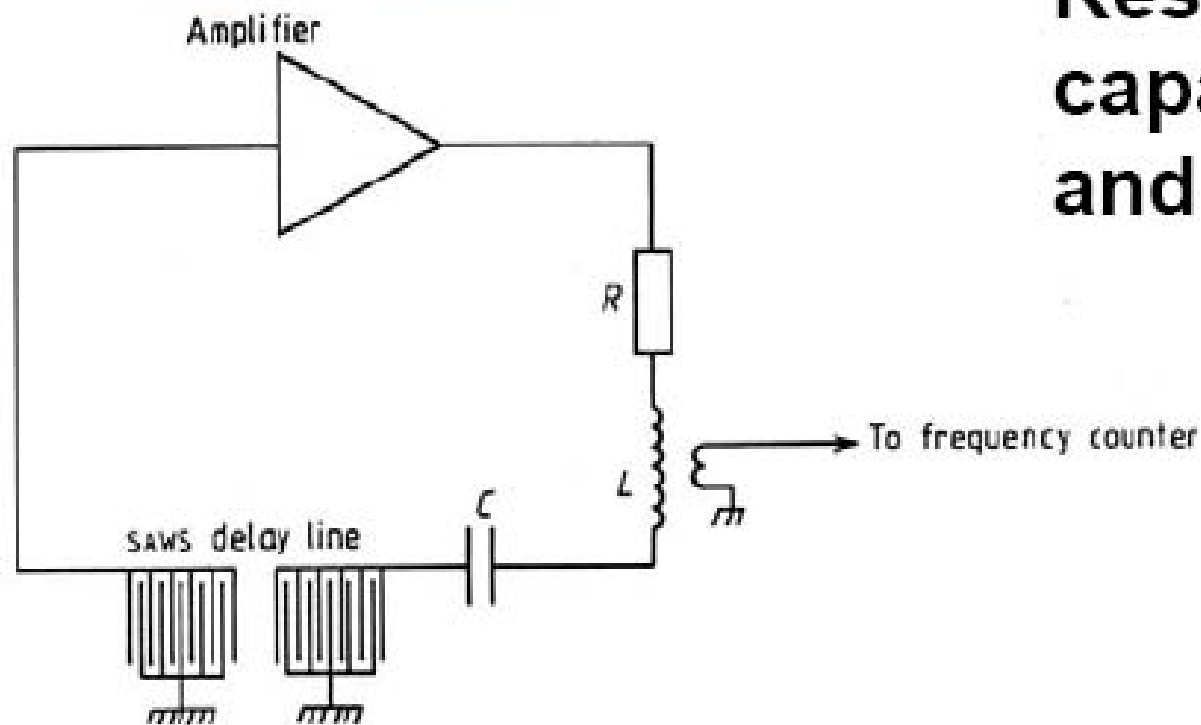 Amplifier
capa
and
R
To frequency counter
L
C
SAWS delay line